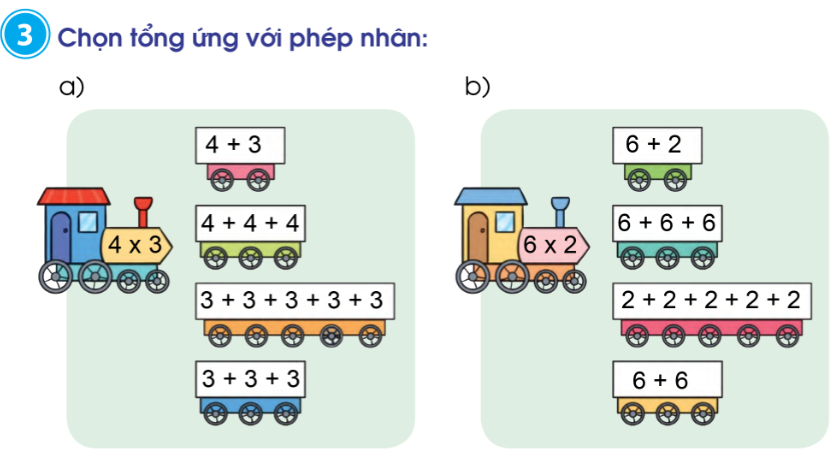 3 Chọn tổng ứng với phép nhân:
a)
4 x 3
4 + 3
4 + 4 + 4
3 + 3 + 3 + 3 + 3
3 + 3 + 3
b)
6 x 2
6 + 2
6 + 6 + 6
2 + 2 + 2 + 2 + 2
6 + 6